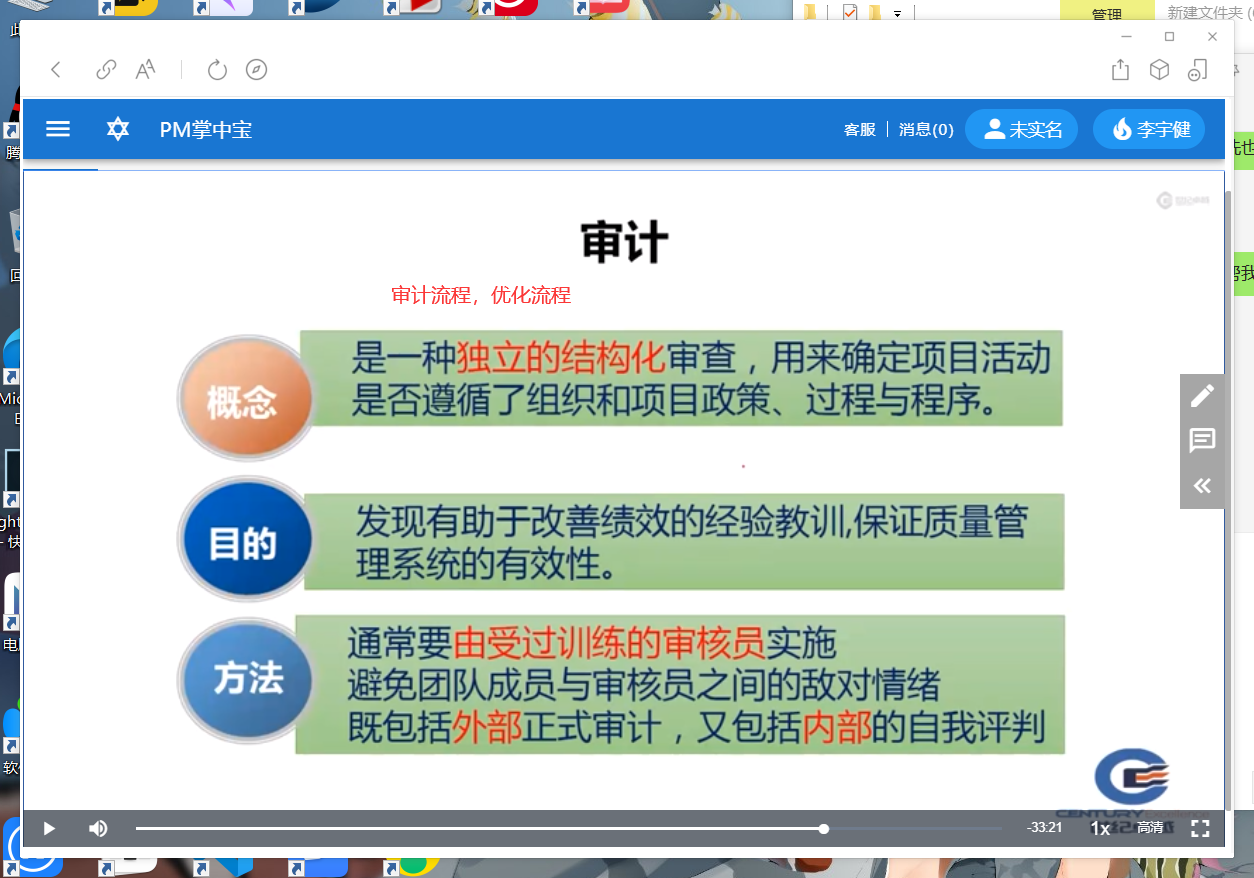 管理
新建文件夹
PM掌中宝
客服
消息(0)
未实名
李宇健
审计
审计流程，优化流程
概念
是一种独立的结构化审查，用来确定项目活动
是否遵循了组织和项目政策、过程与程序。
目的
发现有助于改善绩效的经验教训,保证质量管
理系统的有效性。
方法
通常要由受过训练的审核员实施
避免团队成员与审核员之间的敌对情绪
既包括外部正式审计，又包括内部的自我评判
CENTURY
-33:21
1x
高清